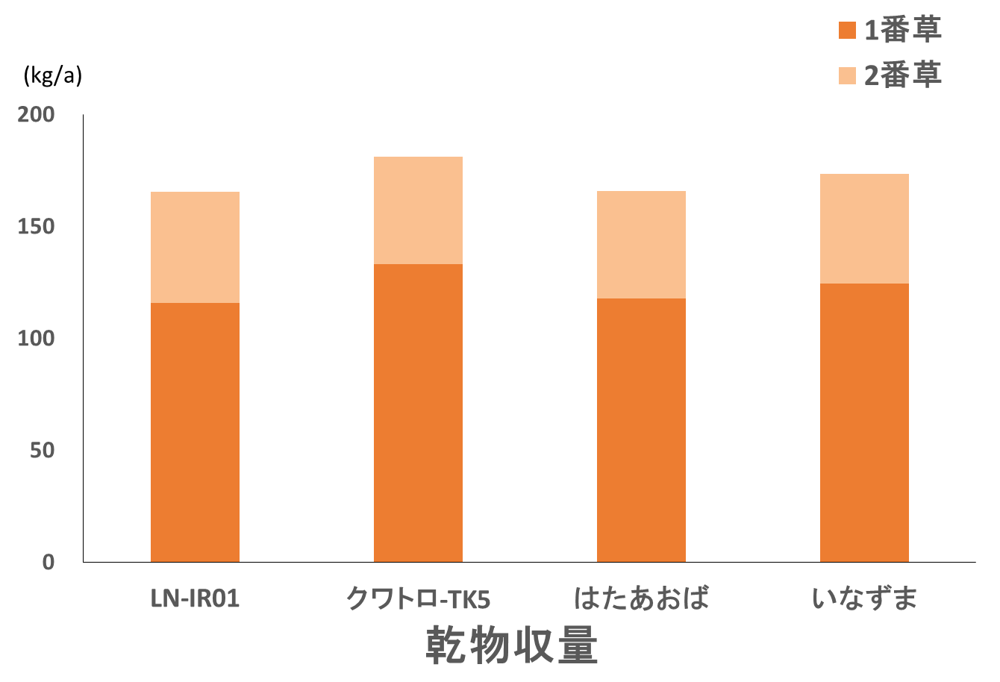 1番草
2番草
(kg/a)
200
150
100
50
0
LN-IR01
クワトロ-TK5
はたあおば
いなずま
乾物収量